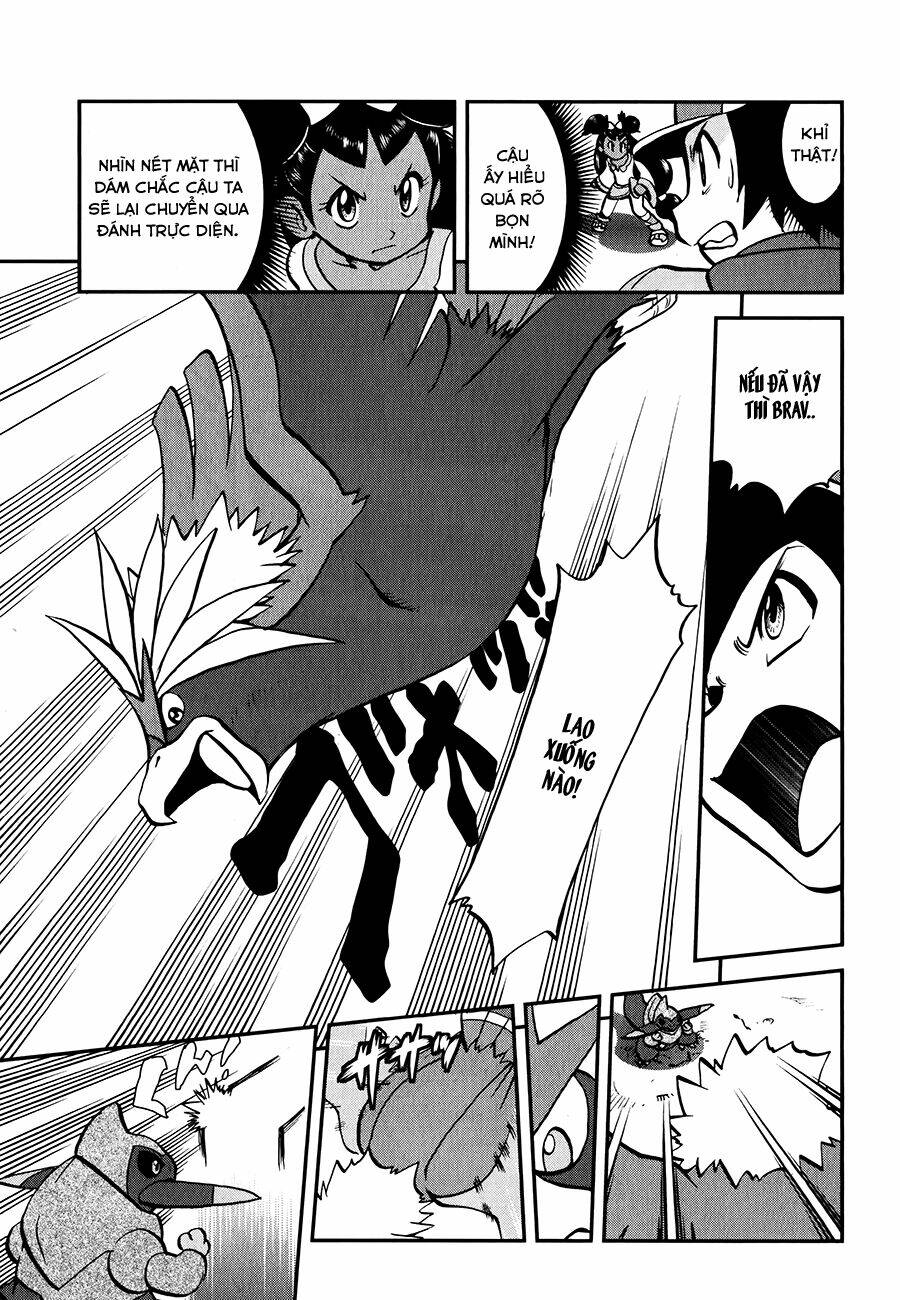 KHỈ
THẬT!
CẬU
ẤY HIỂU
QUÁ RÕ
BỌN
MÌNH!
NHÌN NÉT MẶT THÌ
DÁM CHẮC CẬU TA
SẼ LẠI CHUYỂN QUA
ĐÁNH TRỰC DIỆN.
NẾU ĐÃ VẬY
THÌ BRAV..
LAO
XUỐNG
NÀO!